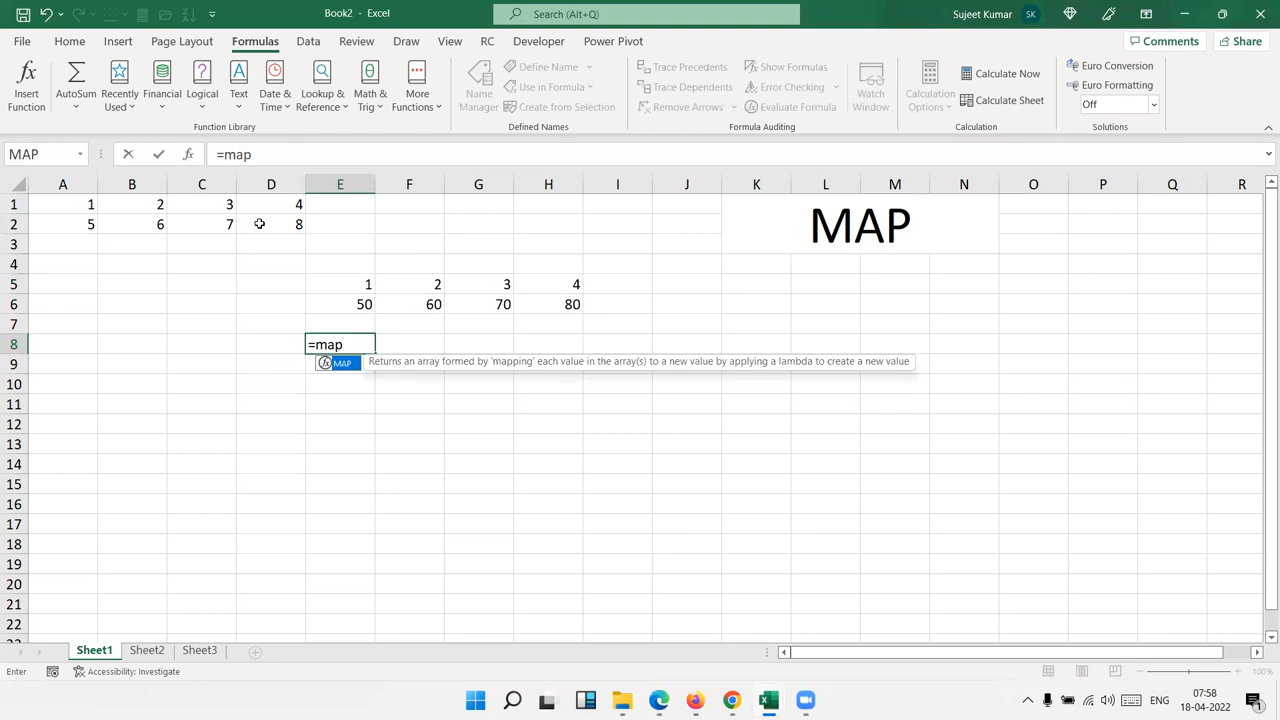 Book2 - Excel
Search (Alt+Q)
Sujeet Kumar
SK
File Home Insert Page Layout Formulas Data Review View RC Developer Power Pivot
Comments Share
Insert Function
AutoSum
Recently Used
Financial
Logical
Text
Date & Time
Lookup & Reference
Math & Trig
More Functions
Function Library
Name Manager
Define Name
Use in Formula
Create from Selection
Defined Names
Trace Precedents
Trace Dependents
Remove Arrows
Show Formulas
Error Checking
Evaluate Formula
Formula Auditing
Watch Window
Calculation Options
Calculate Now
Calculate Sheet
Calculation
Euro Conversion
Euro Formatting
Off
Solutions
MAP
fx
=map
A B C D E F G H I J K L M N O P Q R
1 1 2 3 4
2 5 6 7 8
MAP
3
4
5 1 2 3 4
6 50 60 70 80
7
8 =map
9 MAP Returns an array formed by 'mapping' each value in the array(s) to a new value by applying a lambda to create a new value
10
11
12
13
14
15
16
17
18
19
20
21
22
Sheet1 Sheet2 Sheet3
Enter
Accessibility: Investigate
100%
ENG
07:58
18-04-2022
1